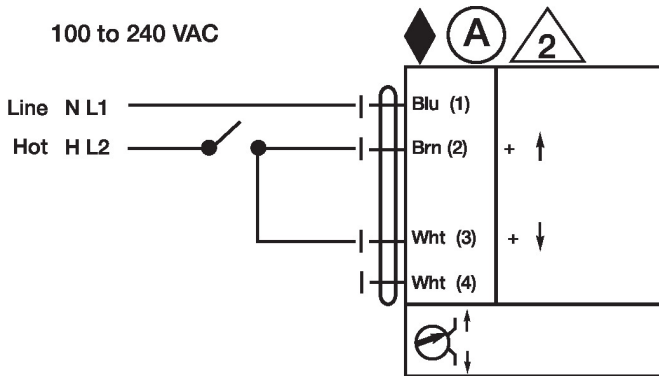 100 to 240 VAC
A
2
Line N L1
Blu (1)
Hot H L2
Brn (2) +
Wht (3) +
Wht (4)